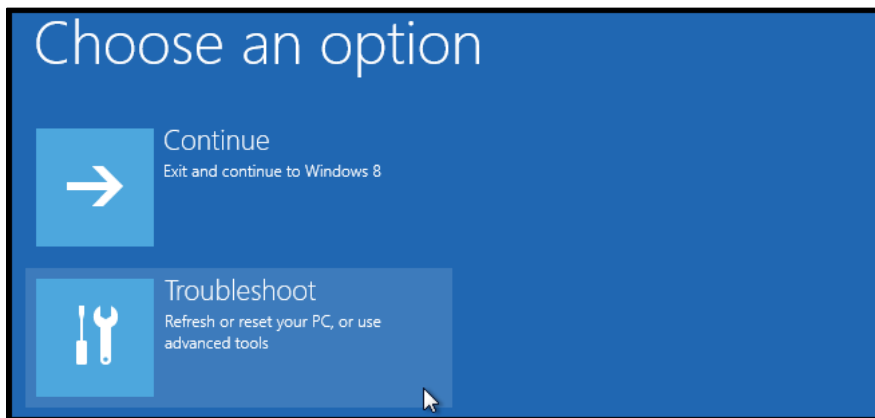 Choose an option
Continue
Exit and continue to Windows 8
Troubleshoot
Refresh or reset your PC, or use
advanced tools